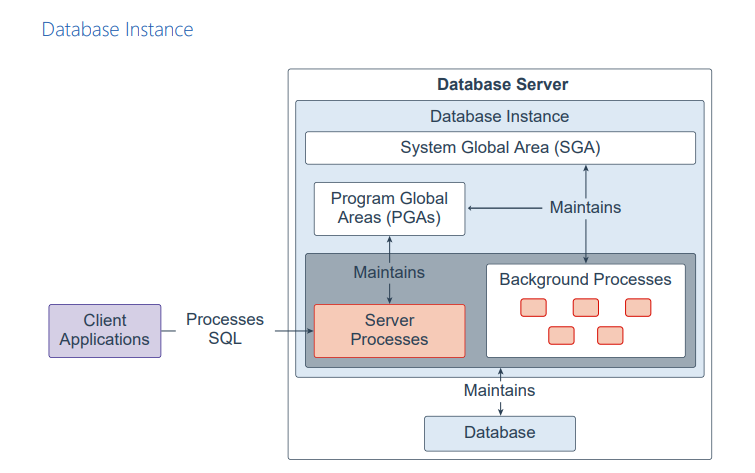 Database Instance
Database Server
Database Instance
System Global Area (SGA)
Program Global
Areas (PGAs)
Maintains
Maintains
Background Processes
Client
Applications
Processes
SQL
Server
Processes
Maintains
Database